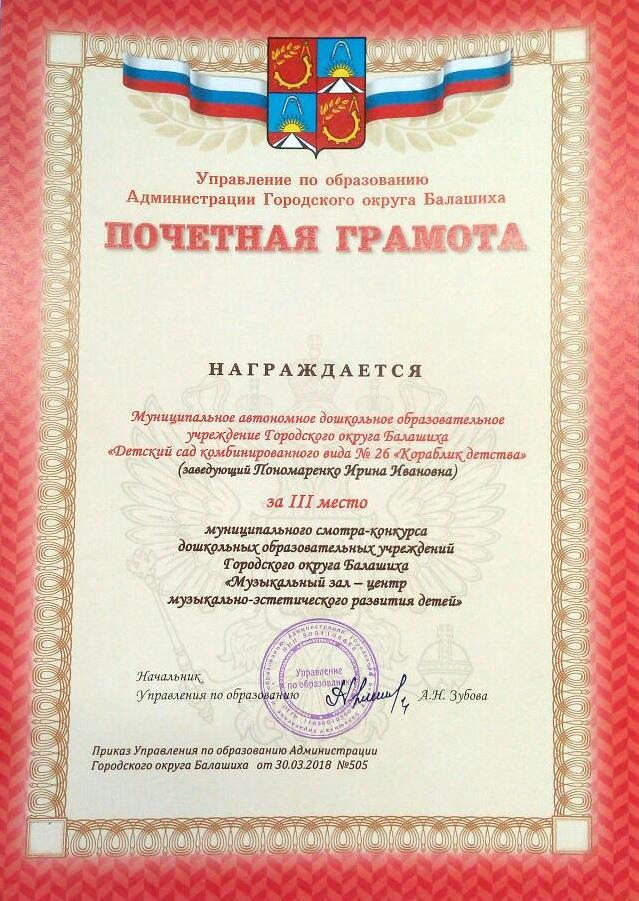 Управление по образованию
Администрации Городского округа Балашиха
ПОЧЕТНАЯ ГРАМОТА
НАГРАЖДАЕТСЯ
Муниципальное автономное дошкольное образовательное
учреждение Городского округа Балашиха
«Детский сад комбинированного вида № 26 «Кораблик детства»
(заведующий Пономаренко Ирина Ивановна)
за III место
муниципального смотра-конкурса
дошкольных образовательных учреждений
Городского округа Балашиха
«Музыкальный зал – центр
музыкально-эстетического развития детей»
Управление
по образованию
Начальник
Управления по образованию А.Н. Зубова
Приказ Управления по образованию Администрации
Городского округа Балашиха от 30.03.2018 №505